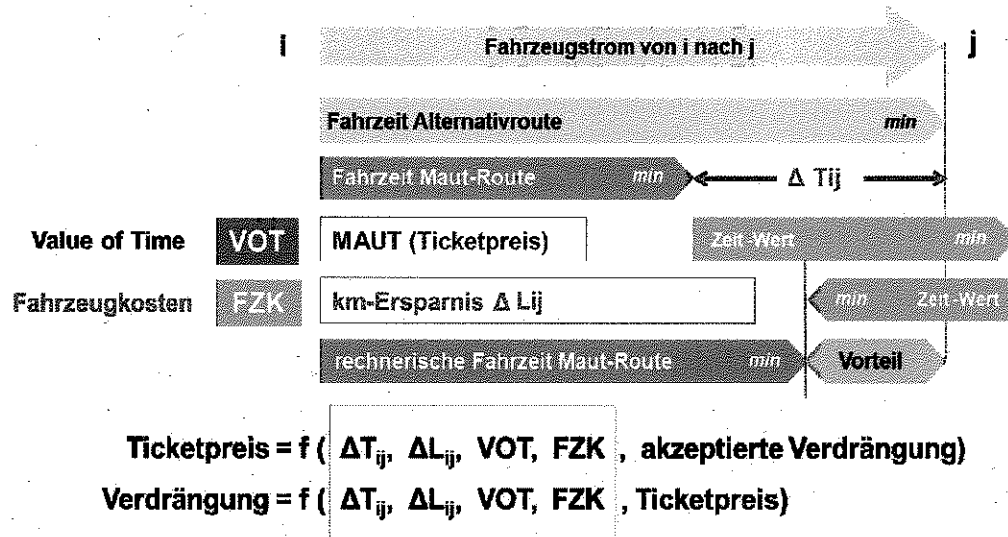 i
Fahrzeugstrom von i nach j
j
Fahrzeit Alternativroute min
Fahrzeit Maut-Route min
Δ Tij
Value of Time VOT MAUT (Ticketpreis) Zeit-Wert min
Fahrzeugkosten FZK km-Ersparnis Δ Lij min Zeit-Wert
rechnerische Fahrzeit Maut-Route min Vorteil
Ticketpreis = f ( ΔTij, ΔLij, VOT, FZK , akzeptierte Verdrängung)
Verdrängung = f ( ΔTij, ΔLij, VOT, FZK , Ticketpreis)